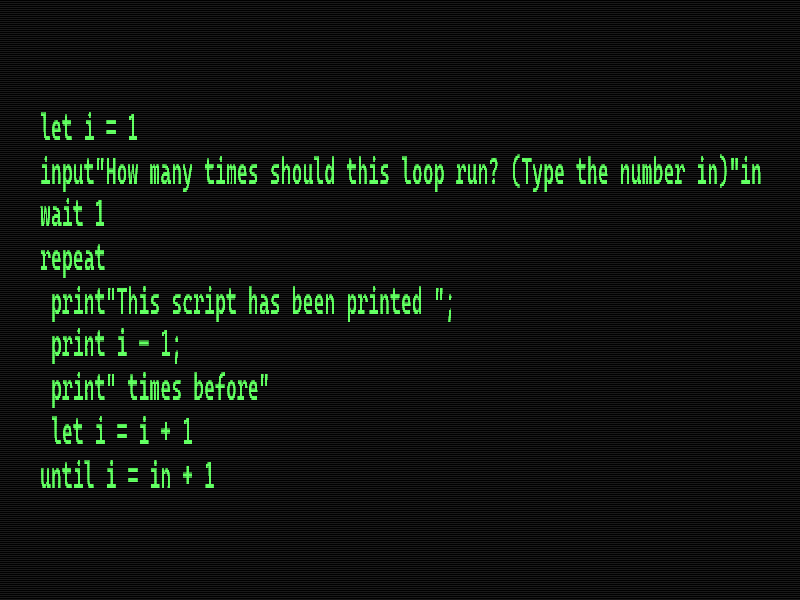 let i = 1
input"How many times should this loop run? (Type the number in)"in
wait 1
repeat
 print"This script has been printed ";
 print i - 1;
 print" times before"
 let i = i + 1
until i = in + 1